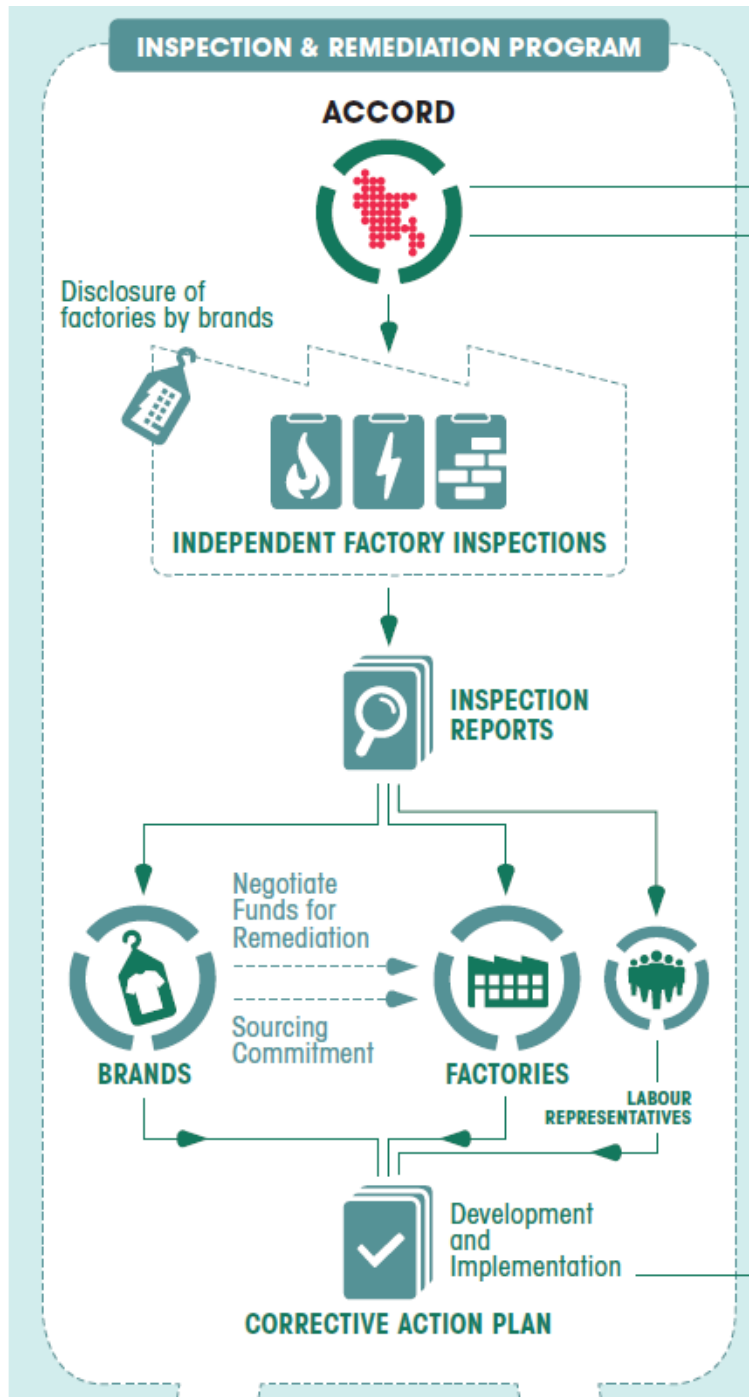 INSPECTION & REMEDIATION PROGRAM
ACCORD
Disclosure of
factories by brands
INDEPENDENT FACTORY INSPECTIONS
INSPECTION
REPORTS
Negotiate
Funds for
Remediation
Sourcing
Commitment
BRANDS
FACTORIES
LABOUR
REPRESENTATIVES
Development
and
Implementation
CORRECTIVE ACTION PLAN